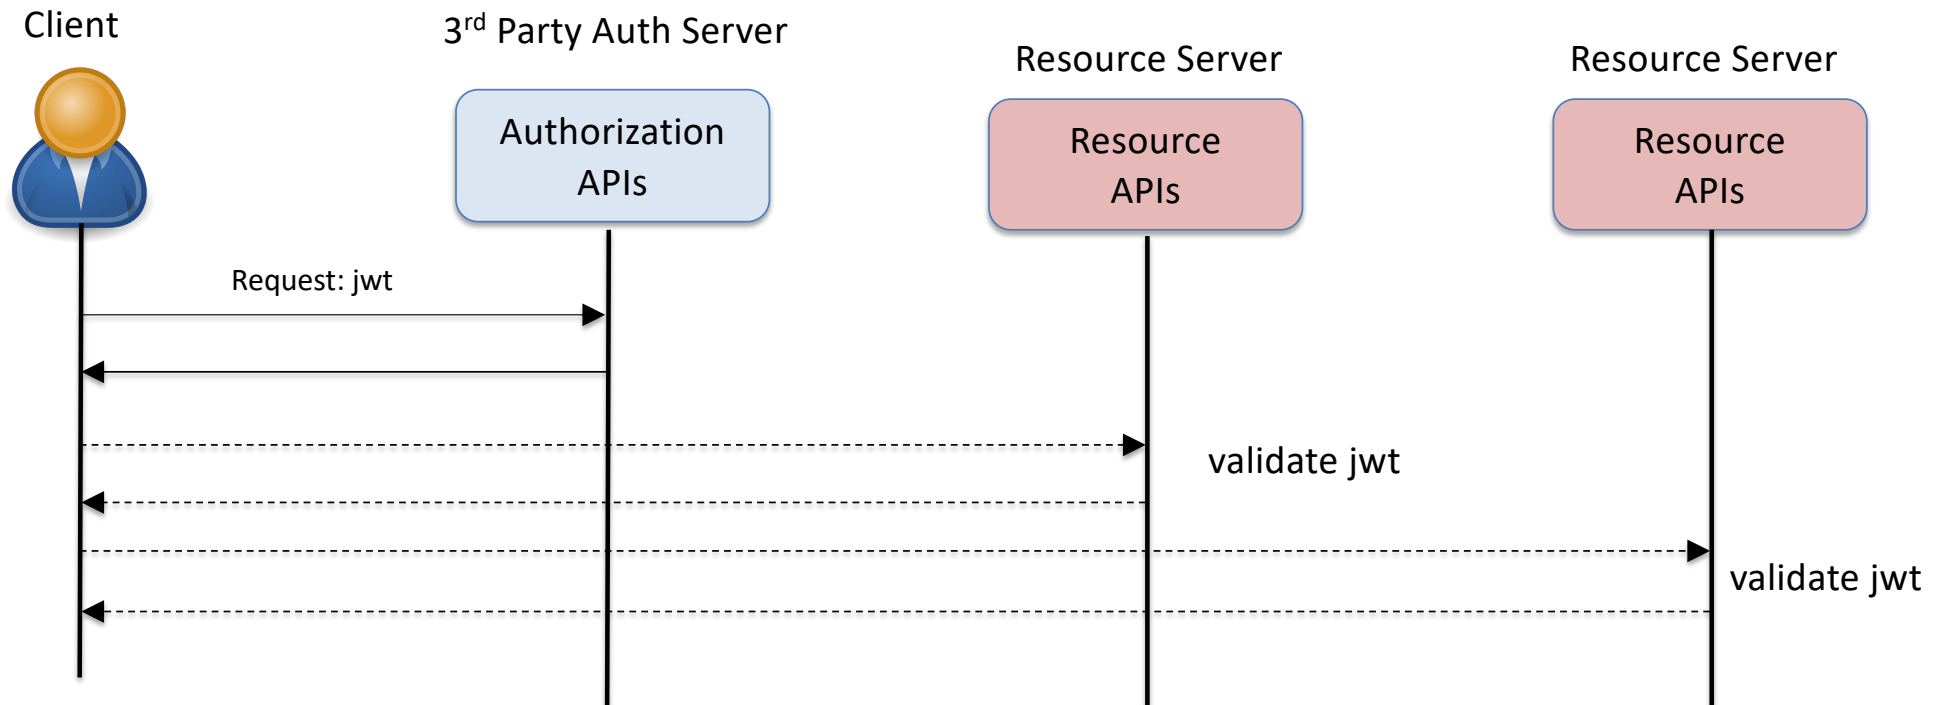 Client
3rd Party Auth Server
Resource Server
Resource Server
Authorization
APIs
Resource
APIs
Resource
APIs
Request: jwt
validate jwt
validate jwt